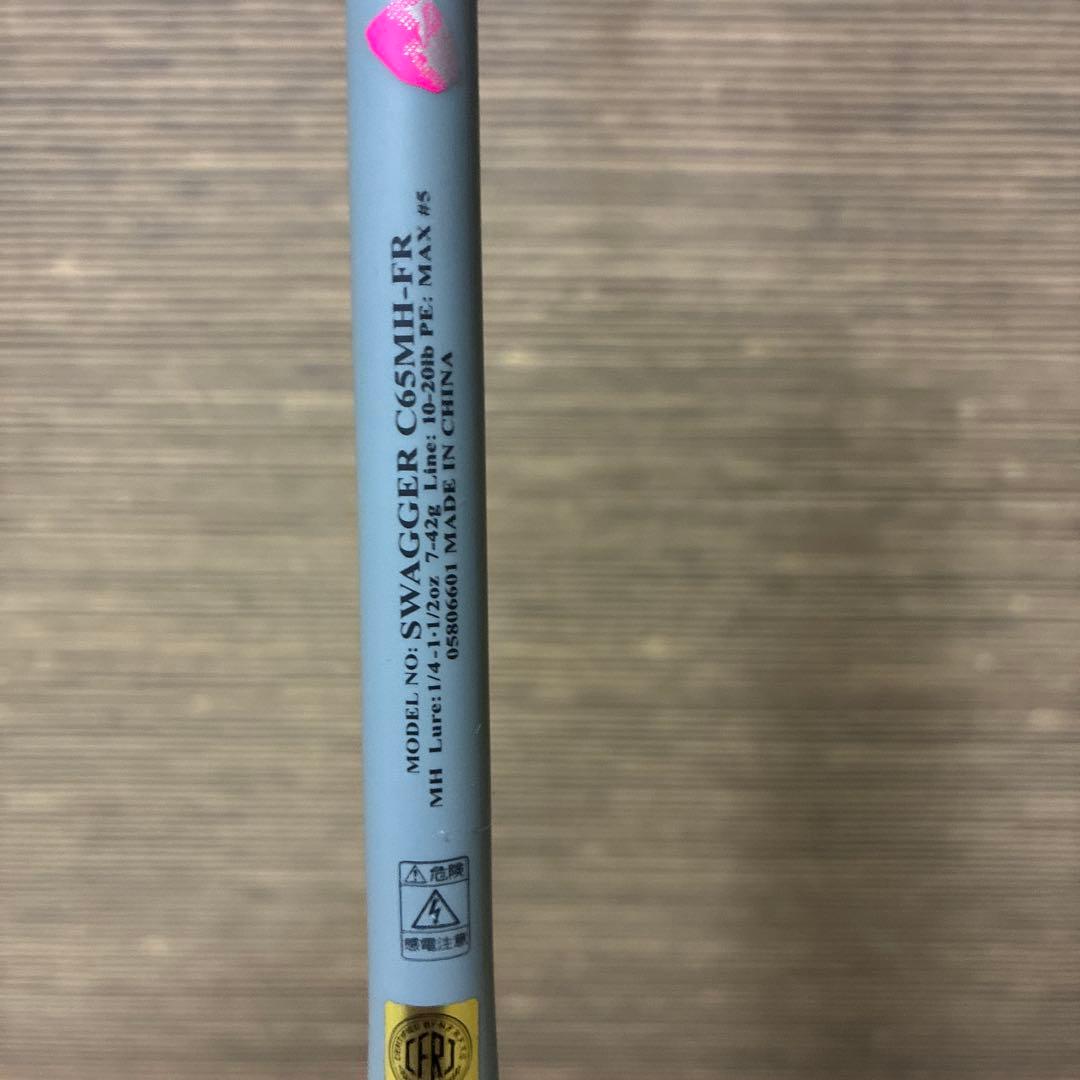 MODEL NO: SWAGGER C65MH-FR
MH Lure:1/4-1·1/2oz 7-42g Line: 10-20lb PE: MAX #5
05806601 MADE IN CHINA
危険
感電注意
CFRJ